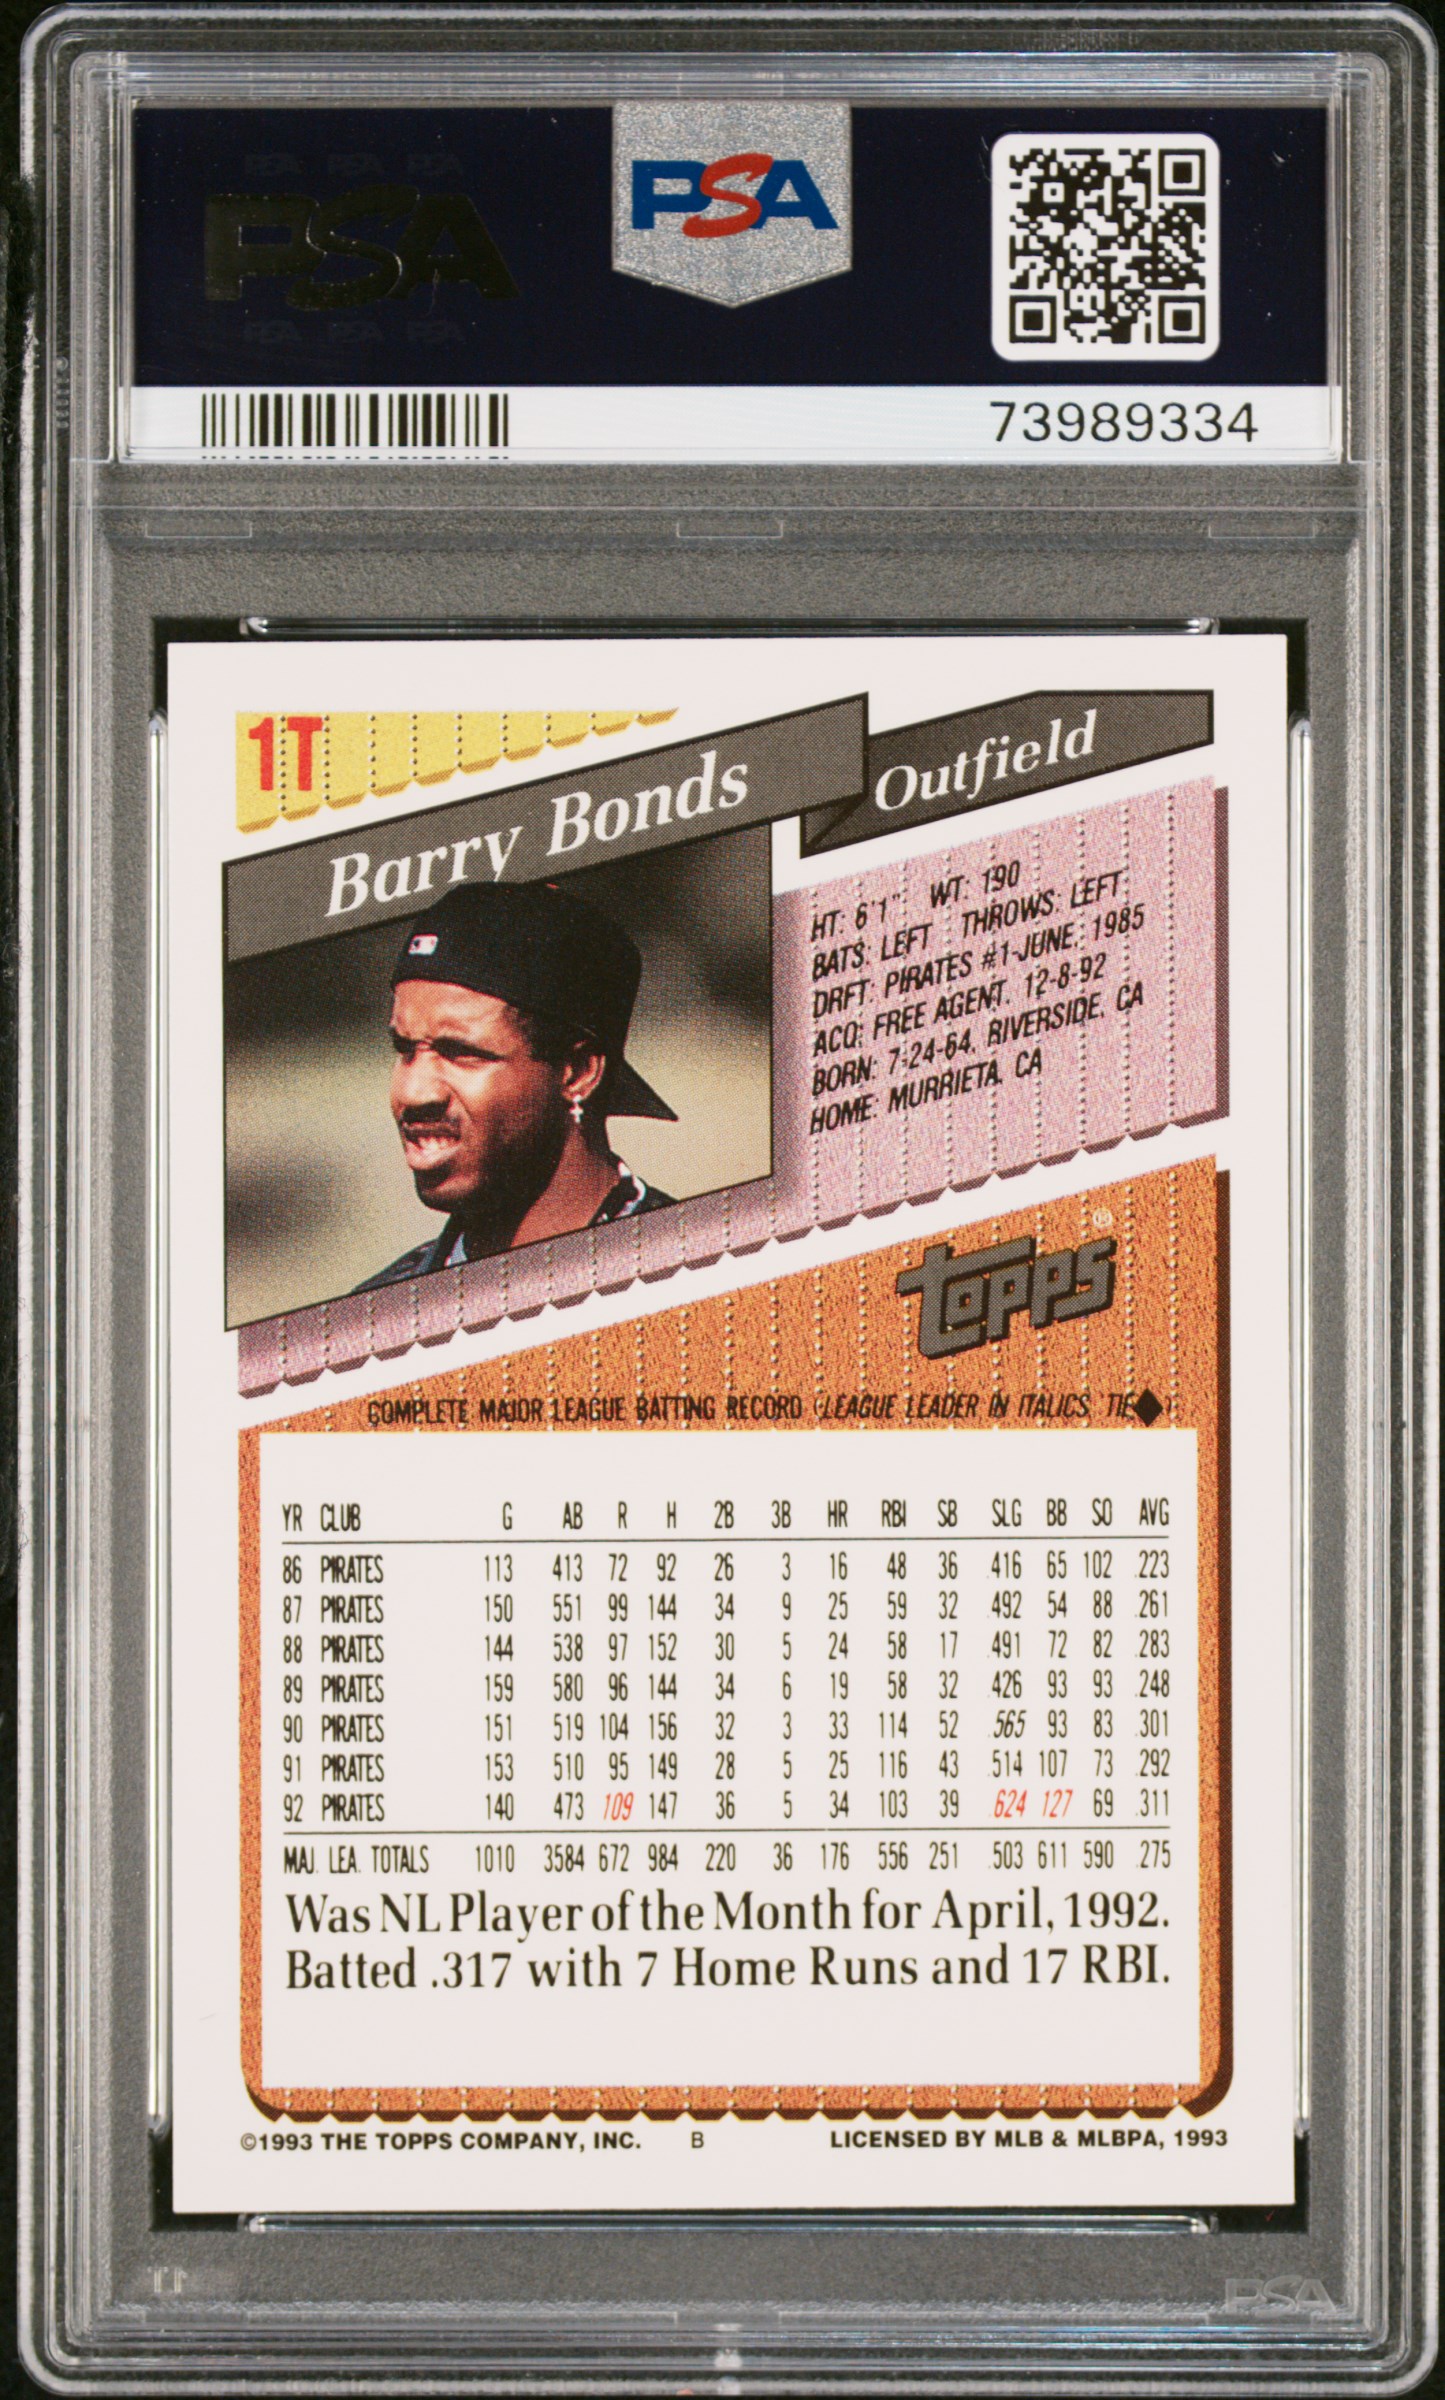 PSA PSA PSA
PSA
PSA PSA PSA
PSA
73989334
1T
Barry Bonds
Outfield
HT: 6'1" WT: 190
BATS: LEFT THROWS: LEFT
DRFT: PIRATES #1-JUNE, 1985
ACQ: FREE AGENT, 12-8-92
BORN: 7-24-64, RIVERSIDE, CA
HOME: MURRIETA, CA
Topps®
COMPLETE MAJOR LEAGUE BATTING RECORD (LEAGUE LEADER IN ITALICS, TIE◆)
YR CLUB G AB R H 2B 3B HR RBI SB SLG BB SO AVG
86 PIRATES 113 413 72 92 26 3 16 48 36 .416 65 102 .223
87 PIRATES 150 551 99 144 34 9 25 59 32 .492 54 88 .261
88 PIRATES 144 538 97 152 30 5 24 58 17 .491 72 82 .283
89 PIRATES 159 580 96 144 34 6 19 58 32 .426 93 93 .248
90 PIRATES 151 519 104 156 32 3 33 114 52 .565 93 83 .301
91 PIRATES 153 510 95 149 28 5 25 116 43 .514 107 73 .292
92 PIRATES 140 473 109 147 36 5 34 103 39 .624 127 69 .311
MAJ. LEA. TOTALS 1010 3584 672 984 220 36 176 556 251 .503 611 590 .275
Was NL Player of the Month for April, 1992.
Batted .317 with 7 Home Runs and 17 RBI.
©1993 THE TOPPS COMPANY, INC. B LICENSED BY MLB & MLBPA, 1993
PSA